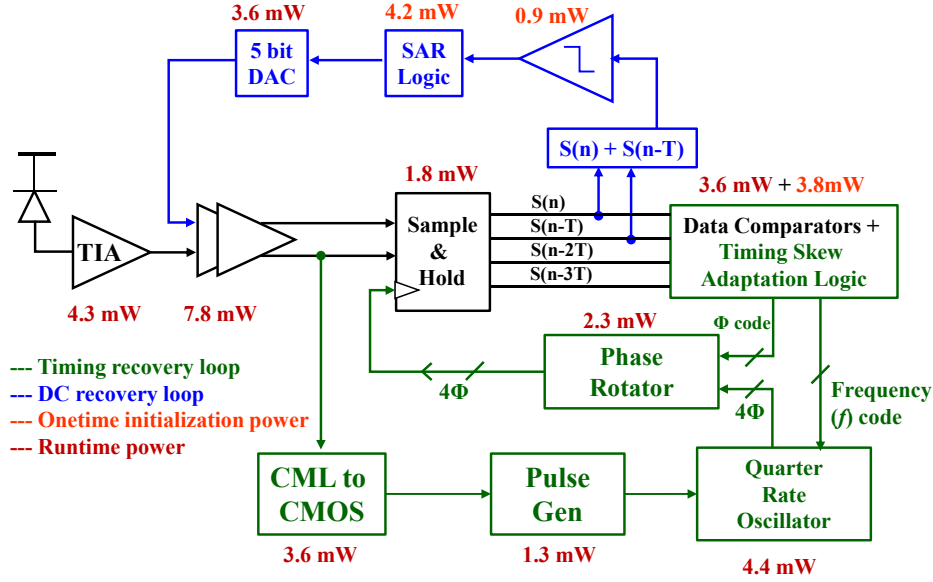 3.6 mW
4.2 mW
0.9 mW
5 bit
DAC
SAR
Logic
S(n) + S(n-T)
1.8 mW
3.6 mW + 3.8mW
TIA
Sample
&
Hold
S(n)
S(n-T)
S(n-2T)
S(n-3T)
Data Comparators +
Timing Skew
Adaptation Logic
4.3 mW
7.8 mW
2.3 mW
Φ code
Phase
Rotator
4Φ
4Φ
Frequency
(f) code
--- Timing recovery loop
--- DC recovery loop
--- Onetime initialization power
--- Runtime power
CML to
CMOS
Pulse
Gen
Quarter
Rate
Oscillator
3.6 mW
1.3 mW
4.4 mW